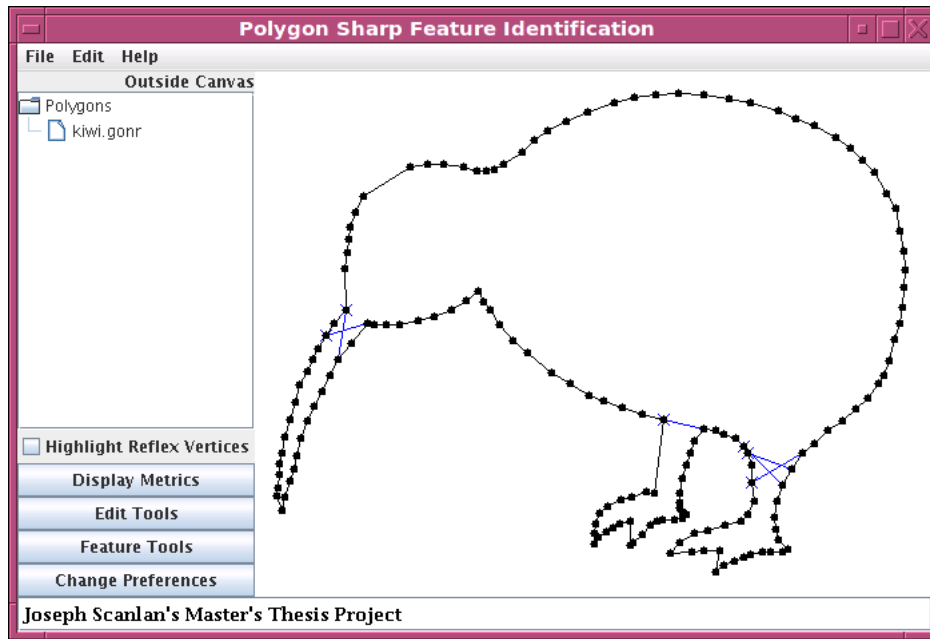 Polygon Sharp Feature Identification
File Edit Help
Outside Canvas
Polygons
kiwi.gonr
Highlight Reflex Vertices
Display Metrics
Edit Tools
Feature Tools
Change Preferences
Joseph Scanlan's Master's Thesis Project